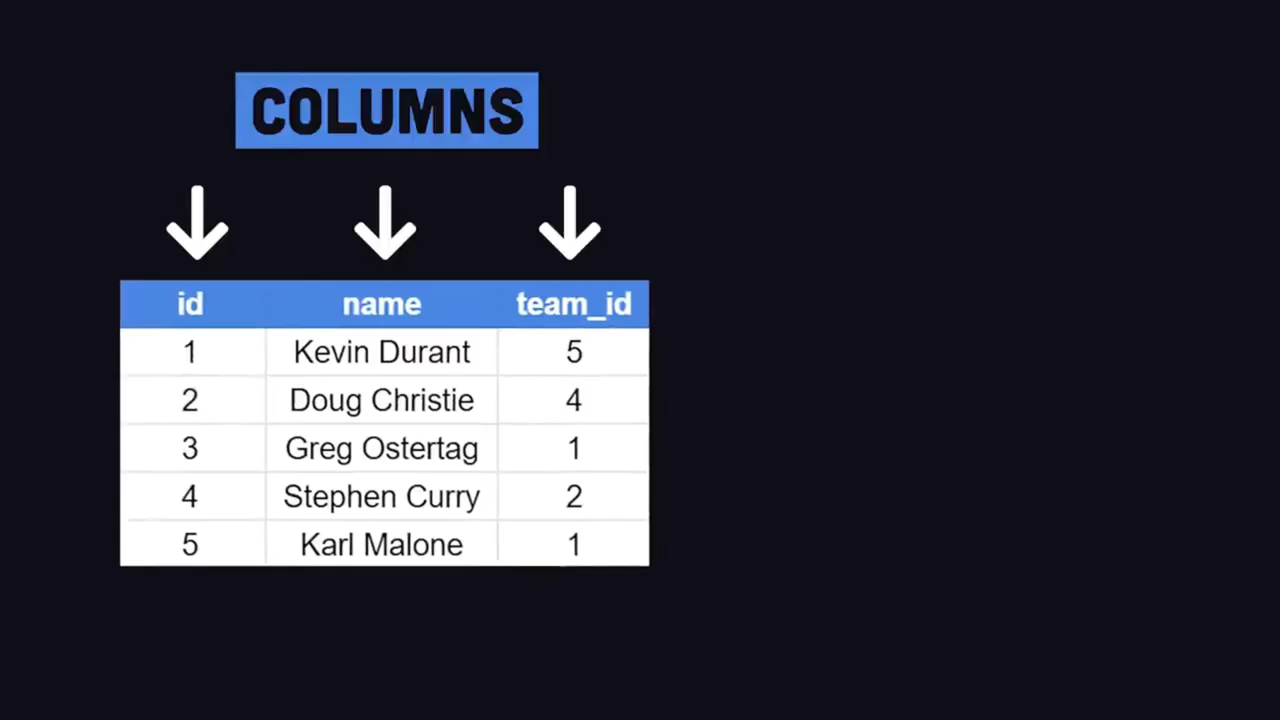 COLUMNS
id name team_id
1 Kevin Durant 5
2 Doug Christie 4
3 Greg Ostertag 1
4 Stephen Curry 2
5 Karl Malone 1